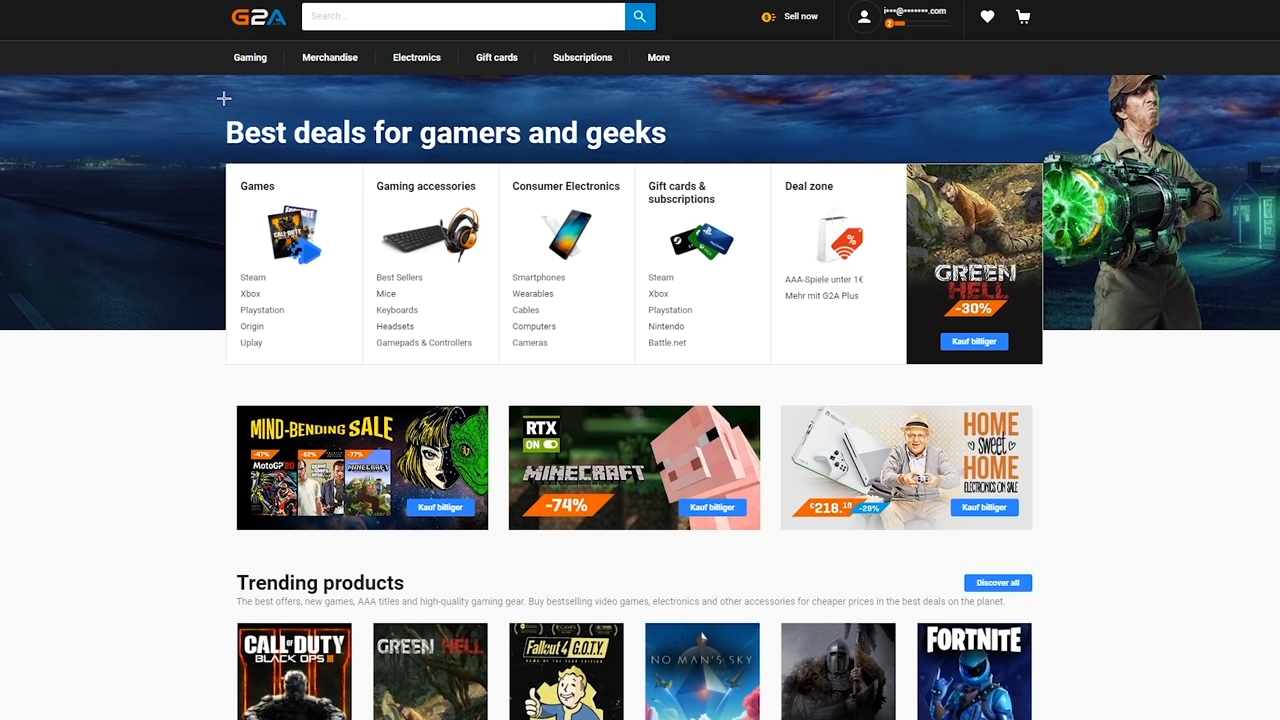 G2A
Search ...
Sell now
j•••@•••••••.com
2
Gaming
Merchandise
Electronics
Gift cards
Subscriptions
More
Best deals for gamers and geeks
Games
Steam
Xbox
Playstation
Origin
Uplay
Gaming accessories
Best Sellers
Mice
Keyboards
Headsets
Gamepads & Controllers
Consumer Electronics
Smartphones
Wearables
Cables
Computers
Cameras
Gift cards &
subscriptions
Steam
Xbox
Playstation
Nintendo
Battle.net
Deal zone
AAA-Spiele unter 1€
Mehr mit G2A Plus
GREEN
HELL
-30%
Kauf billiger
MIND-BENDING SALE
-47%
-62%
-77%
MotoGP 20
MINECRAFT
Kauf billiger
RTX
ON
MINECRAFT
-74%
Kauf billiger
HOME
sweet
HOME
ELECTRONICS ON SALE
€218.18
-28%
Kauf billiger
Trending products
Discover all
The best offers, new games, AAA titles and high-quality gaming gear. Buy bestselling video games, electronics and other accessories for cheaper prices in the best deals on the planet.
CALL OF DUTY
BLACK OPS III
GREEN HELL
Fallout 4 G.O.T.Y.
GAME OF THE YEAR EDITION
NO MAN'S SKY
FORTNITE